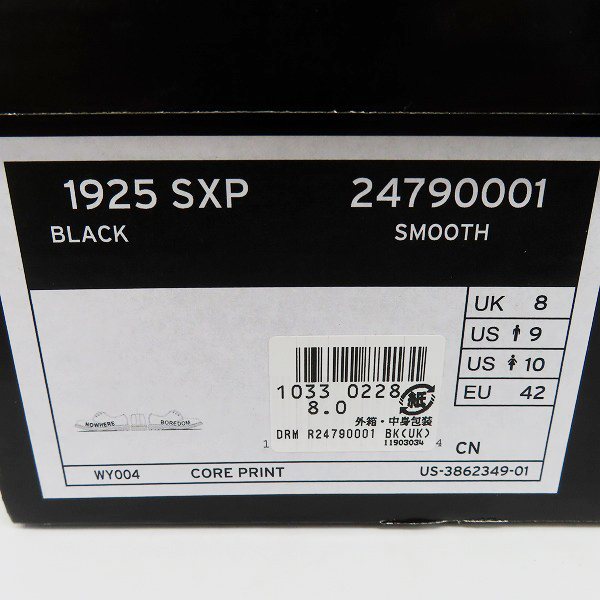 1925 SXP 24790001
BLACK SMOOTH
UK 8
US 9
US 10
EU 42
1033 0228
8.0
紙
外箱・中身包装
DRM R24790001 BK(UK)
11903034
1 4
NOWHERE BOREDOM
CN
WY004 CORE PRINT US-3862349-01